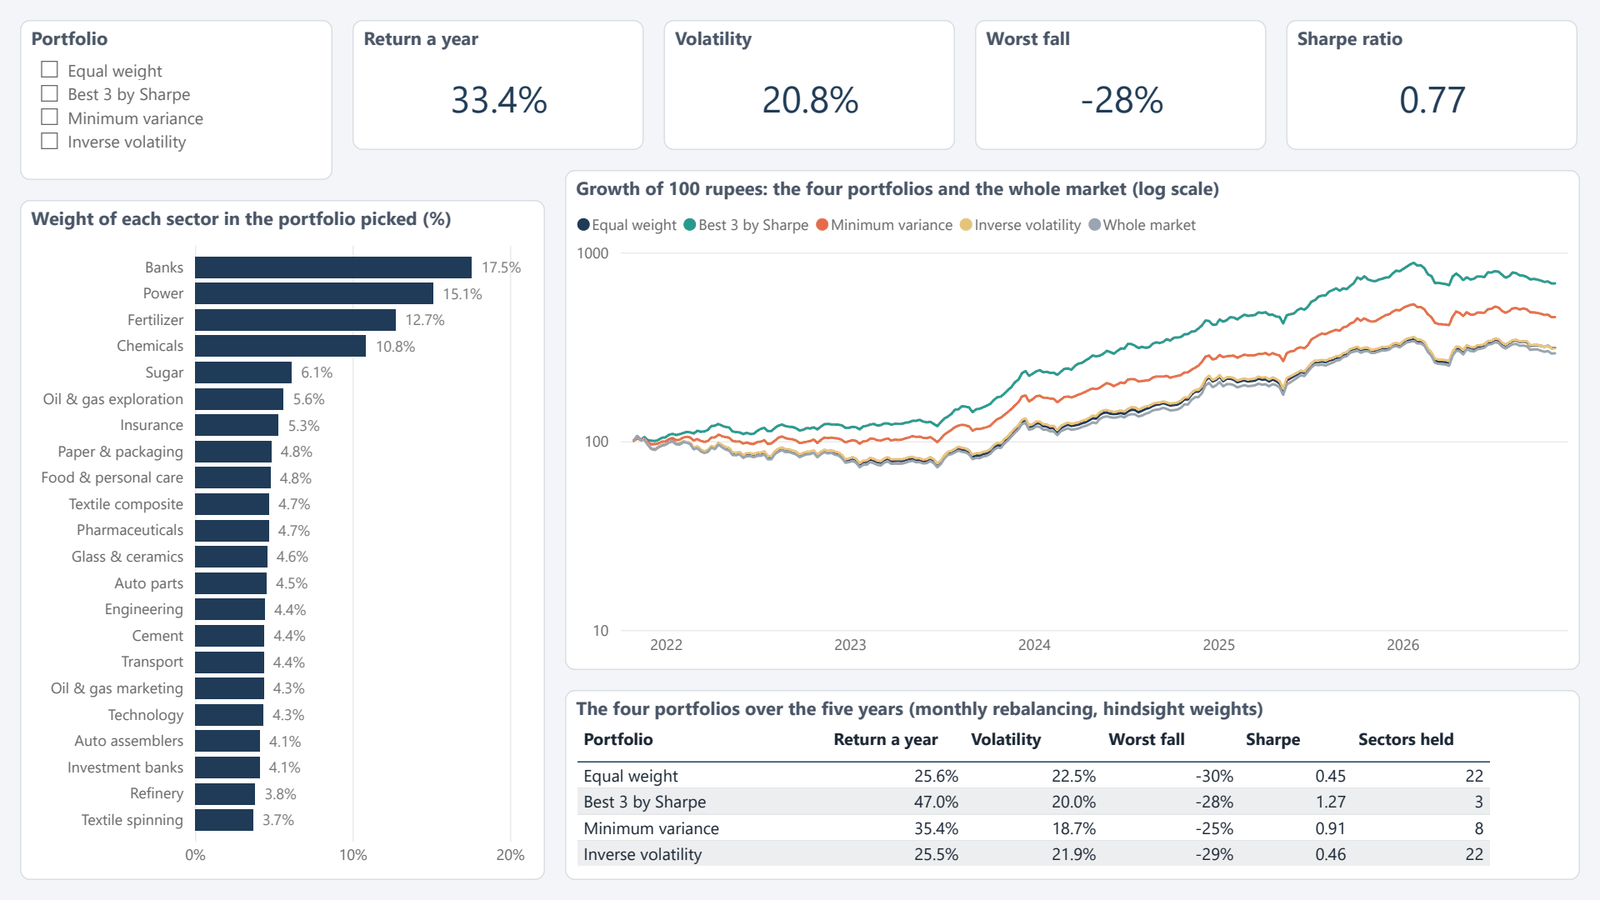 Portfolio
Equal weight
Best 3 by Sharpe
Minimum variance
Inverse volatility
Return a year
33.4%
Volatility
20.8%
Worst fall
-28%
Sharpe ratio
0.77
Weight of each sector in the portfolio picked (%)
Banks 17.5%
Power 15.1%
Fertilizer 12.7%
Chemicals 10.8%
Sugar 6.1%
Oil & gas exploration 5.6%
Insurance 5.3%
Paper & packaging 4.8%
Food & personal care 4.8%
Textile composite 4.7%
Pharmaceuticals 4.7%
Glass & ceramics 4.6%
Auto parts 4.5%
Engineering 4.4%
Cement 4.4%
Transport 4.4%
Oil & gas marketing 4.3%
Technology 4.3%
Auto assemblers 4.1%
Investment banks 4.1%
Refinery 3.8%
Textile spinning 3.7%
0% 10% 20%
Growth of 100 rupees: the four portfolios and the whole market (log scale)
Equal weight Best 3 by Sharpe Minimum variance Inverse volatility Whole market
1000
100
10
2022 2023 2024 2025 2026
The four portfolios over the five years (monthly rebalancing, hindsight weights)
Portfolio Return a year Volatility Worst fall Sharpe Sectors held
Equal weight 25.6% 22.5% -30% 0.45 22
Best 3 by Sharpe 47.0% 20.0% -28% 1.27 3
Minimum variance 35.4% 18.7% -25% 0.91 8
Inverse volatility 25.5% 21.9% -29% 0.46 22